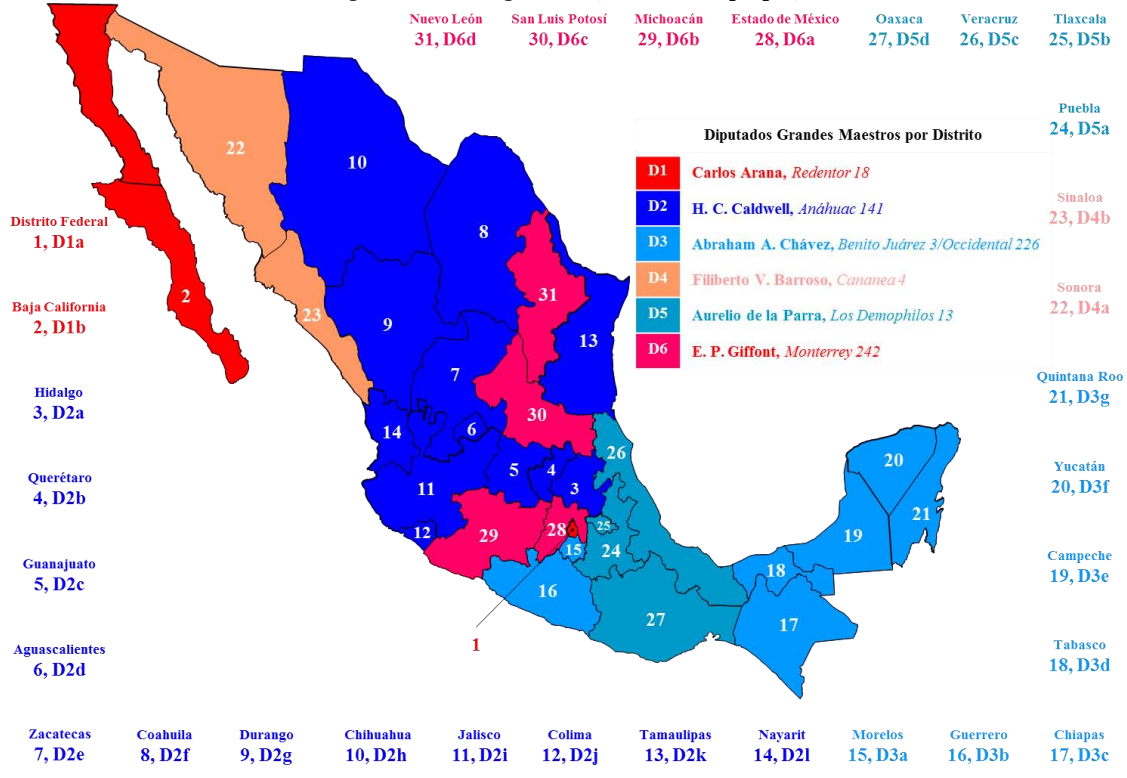 Nuevo León
31, D6d
San Luis Potosí
30, D6c
Michoacán
29, D6b
Estado de México
28, D6a
Oaxaca
27, D5d
Veracruz
26, D5c
Tlaxcala
25, D5b
Puebla
24, D5a
Diputados Grandes Maestros por Distrito
D1 Carlos Arana, Redentor 18
D2 H. C. Caldwell, Anáhuac 141
D3 Abraham A. Chávez, Benito Juárez 3/Occidental 226
D4 Filiberto V. Barroso, Cananea 4
D5 Aurelio de la Parra, Los Demophilos 13
D6 E. P. Giffont, Monterrey 242
Sinaloa
23, D4b
Sonora
22, D4a
Quintana Roo
21, D3g
Yucatán
20, D3f
Campeche
19, D3e
Tabasco
18, D3d
Distrito Federal
1, D1a
Baja California
2, D1b
Hidalgo
3, D2a
Querétaro
4, D2b
Guanajuato
5, D2c
Aguascalientes
6, D2d
Zacatecas
7, D2e
Coahuila
8, D2f
Durango
9, D2g
Chihuahua
10, D2h
Jalisco
11, D2i
Colima
12, D2j
Tamaulipas
13, D2k
Nayarit
14, D2l
Morelos
15, D3a
Guerrero
16, D3b
Chiapas
17, D3c
22
10
8
2
23
9
31
13
7
14
6
30
26
20
11
5
4
3
21
12
29
28
25
19
15
24
18
16
27
17
1